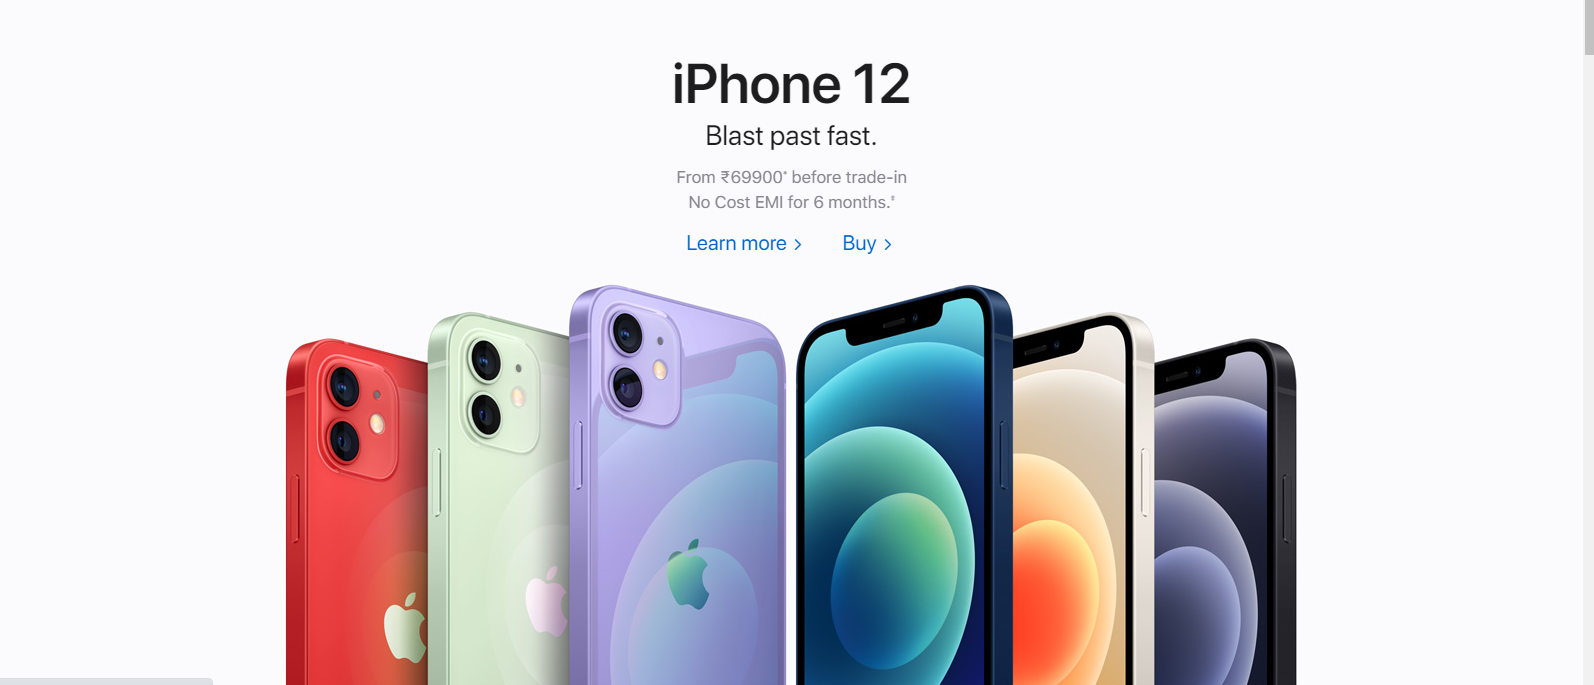 iPhone 12
Blast past fast.
From ₹69900* before trade-in
No Cost EMI for 6 months.‡
Learn more >
Buy >